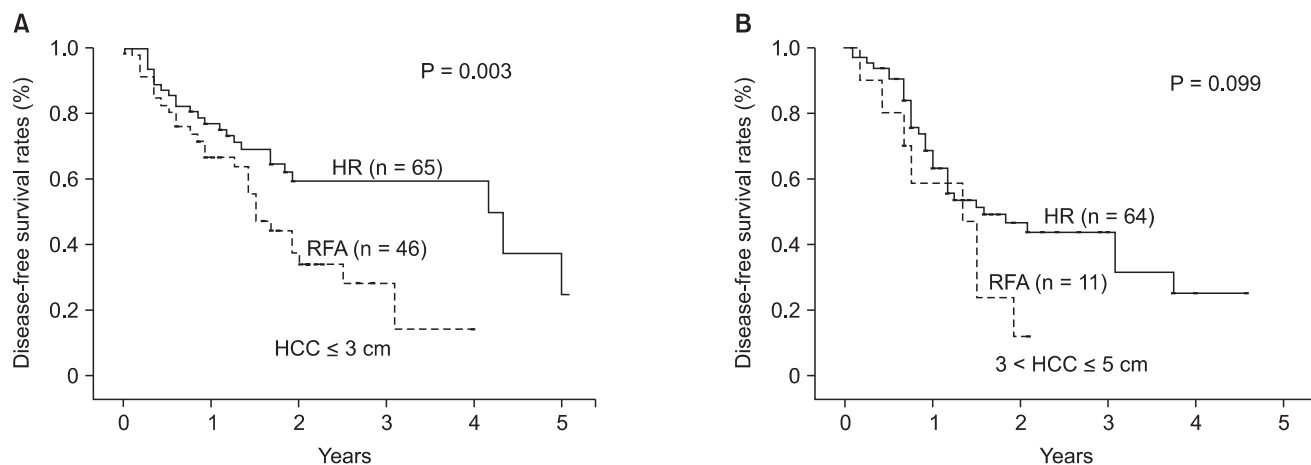 A
Disease-free survival rates (%)
1.0
0.8
0.6
0.4
0.2
0
P = 0.003
HR (n = 65)
RFA (n = 46)
HCC ≤ 3 cm
0 1 2 3 4 5
Years
B
Disease-free survival rates (%)
1.0
0.8
0.6
0.4
0.2
0
P = 0.099
HR (n = 64)
RFA (n = 11)
3 < HCC ≤ 5 cm
0 1 2 3 4 5
Years